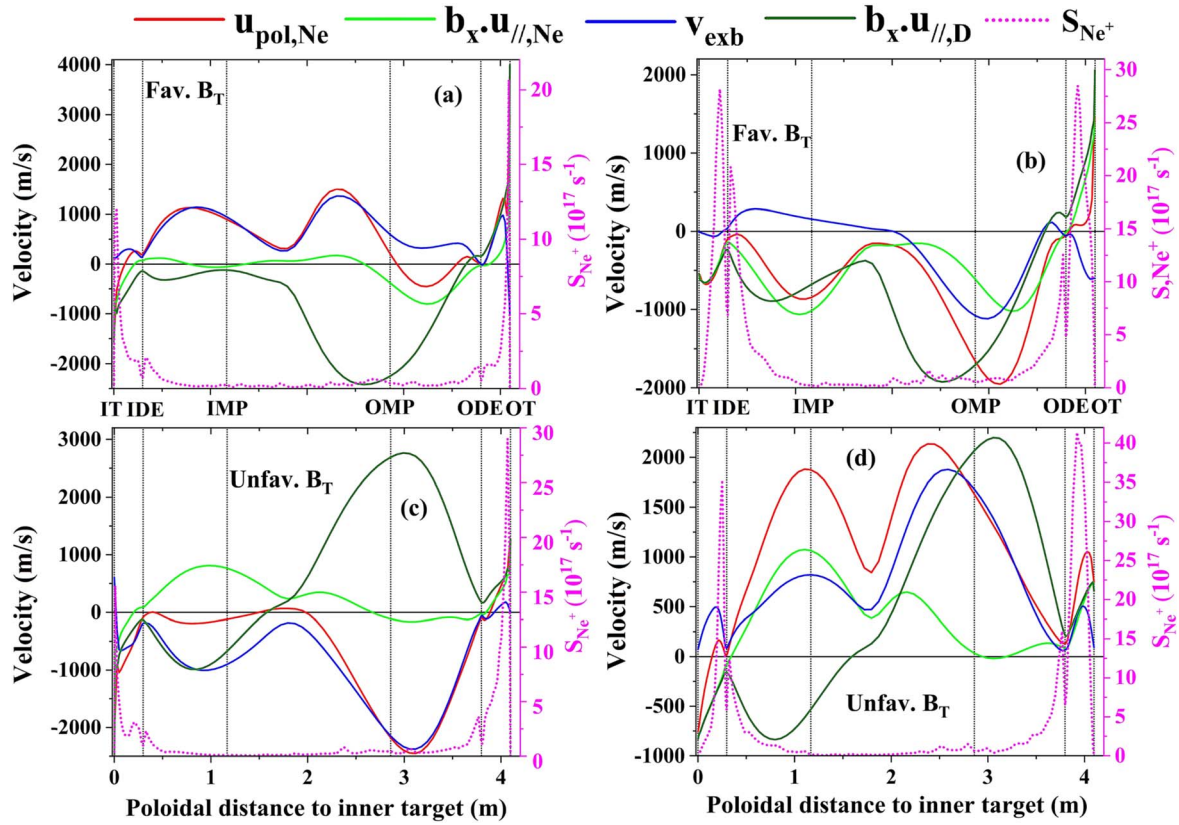 u_pol,Ne b_x.u_//,Ne v_exb b_x.u_//,D S_Ne+
4000
3000
2000
1000
0
-1000
-2000
Velocity (m/s)
Fav. B_T
(a)
20
15
10
5
0
S_Ne+ (10^17 s^-1)
2000
1000
0
-1000
-2000
Velocity (m/s)
Fav. B_T
(b)
30
25
20
15
10
5
0
S,Ne+ (10^17 s^-1)
IT IDE IMP OMP ODE OT
IT IDE IMP OMP ODE OT
3000
2000
1000
0
-1000
-2000
Velocity (m/s)
Unfav. B_T
(c)
30
25
20
15
10
5
0
S_Ne+ (10^17 s^-1)
0 1 2 3 4
Poloidal distance to inner target (m)
2000
1500
1000
500
0
-500
-1000
Velocity (m/s)
(d)
Unfav. B_T
40
35
30
25
20
15
10
5
0
S_Ne+ (10^17 s^-1)
0 1 2 3 4
Poloidal distance to inner target (m)